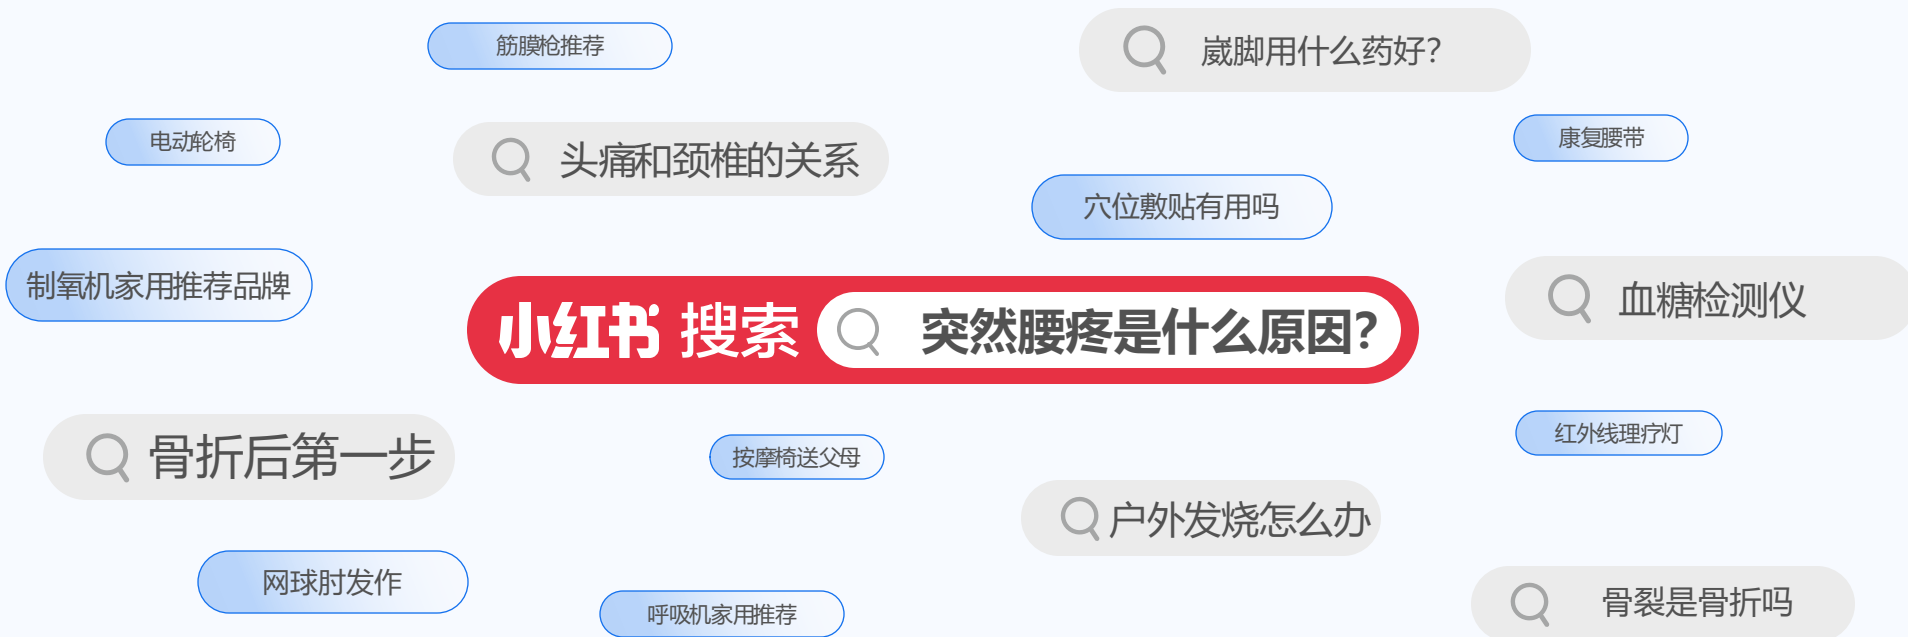 筋膜枪推荐
崴脚用什么药好?
电动轮椅
头痛和颈椎的关系
康复腰带
穴位敷贴有用吗
制氧机家用推荐品牌
血糖检测仪
小红书 搜索 突然腰疼是什么原因?
骨折后第一步
按摩椅送父母
红外线理疗灯
户外发烧怎么办
网球肘发作
呼吸机家用推荐
骨裂是骨折吗